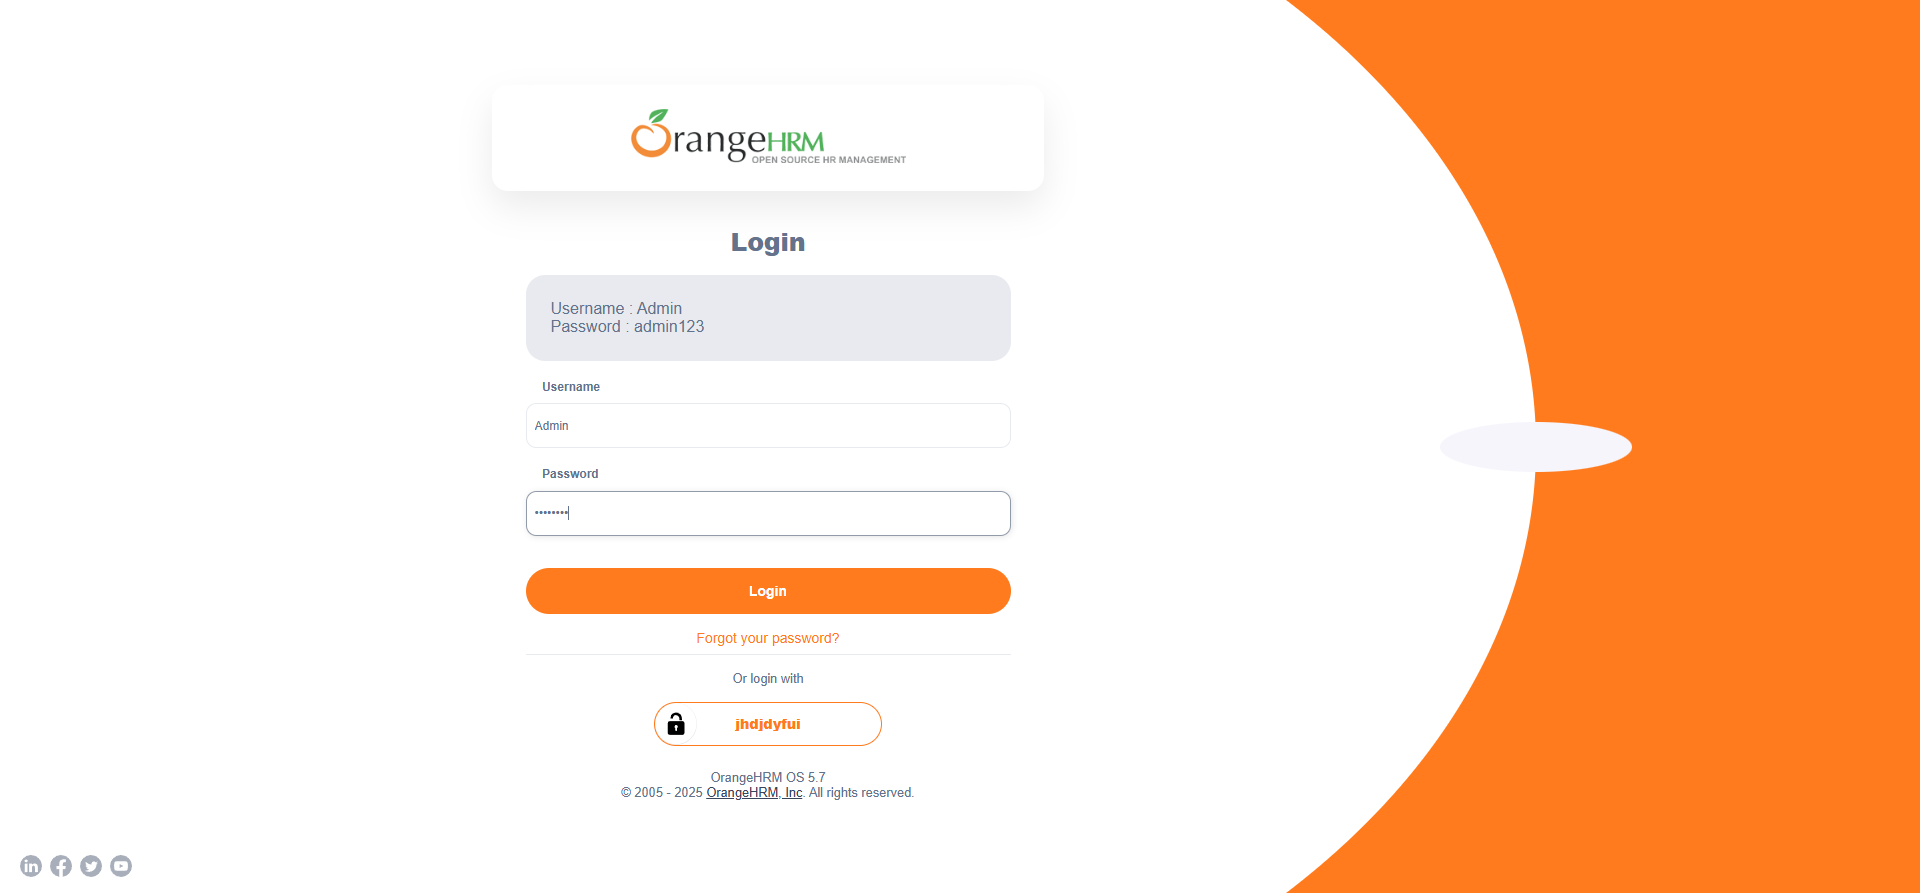 OrangeHRM
OPEN SOURCE HR MANAGEMENT
Login
Username : Admin
Password : admin123
Username
Admin
Password
••••••••
Login
Forgot your password?
Or login with
jhdjdyfui
OrangeHRM OS 5.7
© 2005 - 2025 OrangeHRM, Inc. All rights reserved.